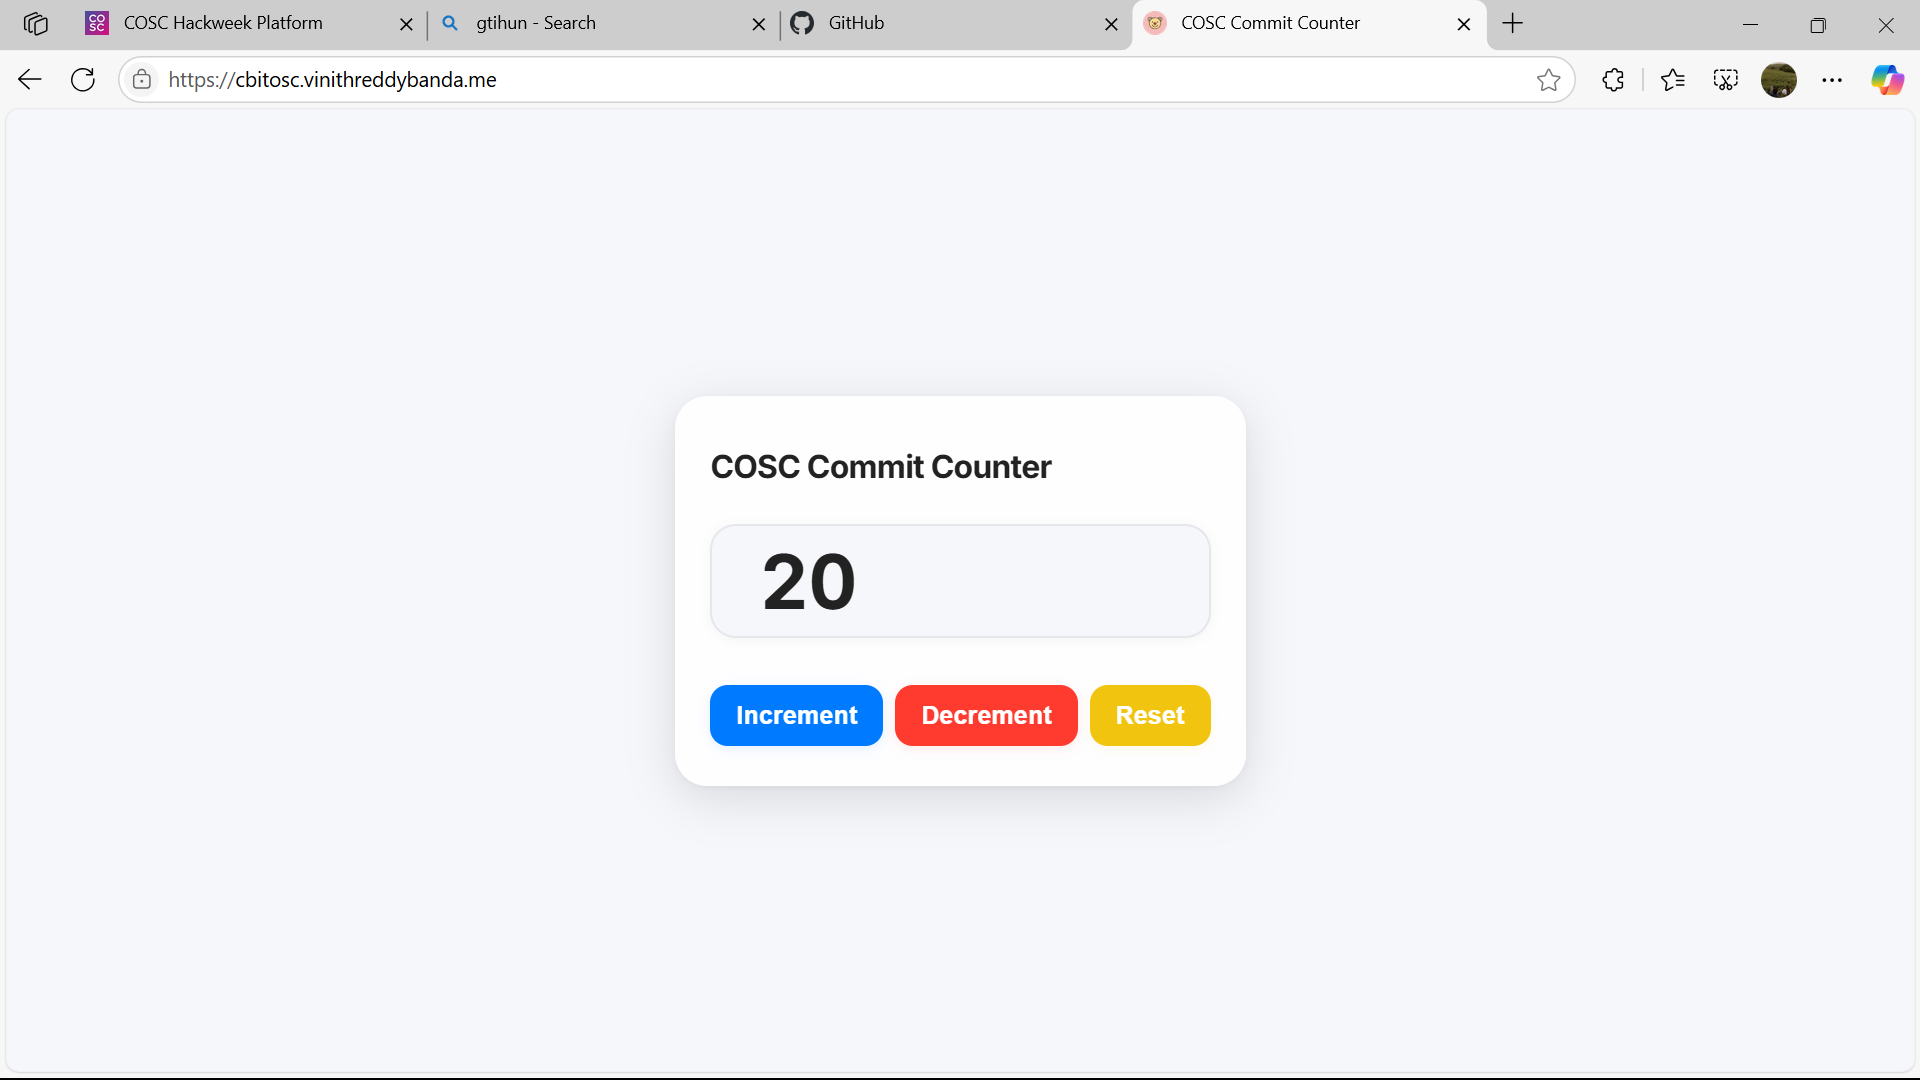 CO
SC
COSC Hackweek Platform
gtihun - Search
GitHub
COSC Commit Counter
https://cbitosc.vinithreddybanda.me
COSC Commit Counter
20
Increment Decrement Reset